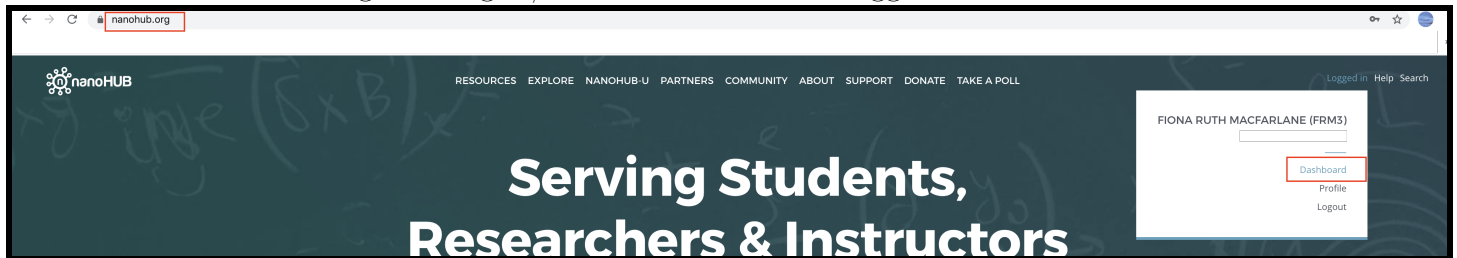 nanohub.org
nanoHUB
RESOURCES EXPLORE NANOHUB-U PARTNERS COMMUNITY ABOUT SUPPORT DONATE TAKE A POLL
Logged in Help Search
FIONA RUTH MACFARLANE (FRM3)
Dashboard
Profile
Logout
Serving Students,
Researchers & Instructors